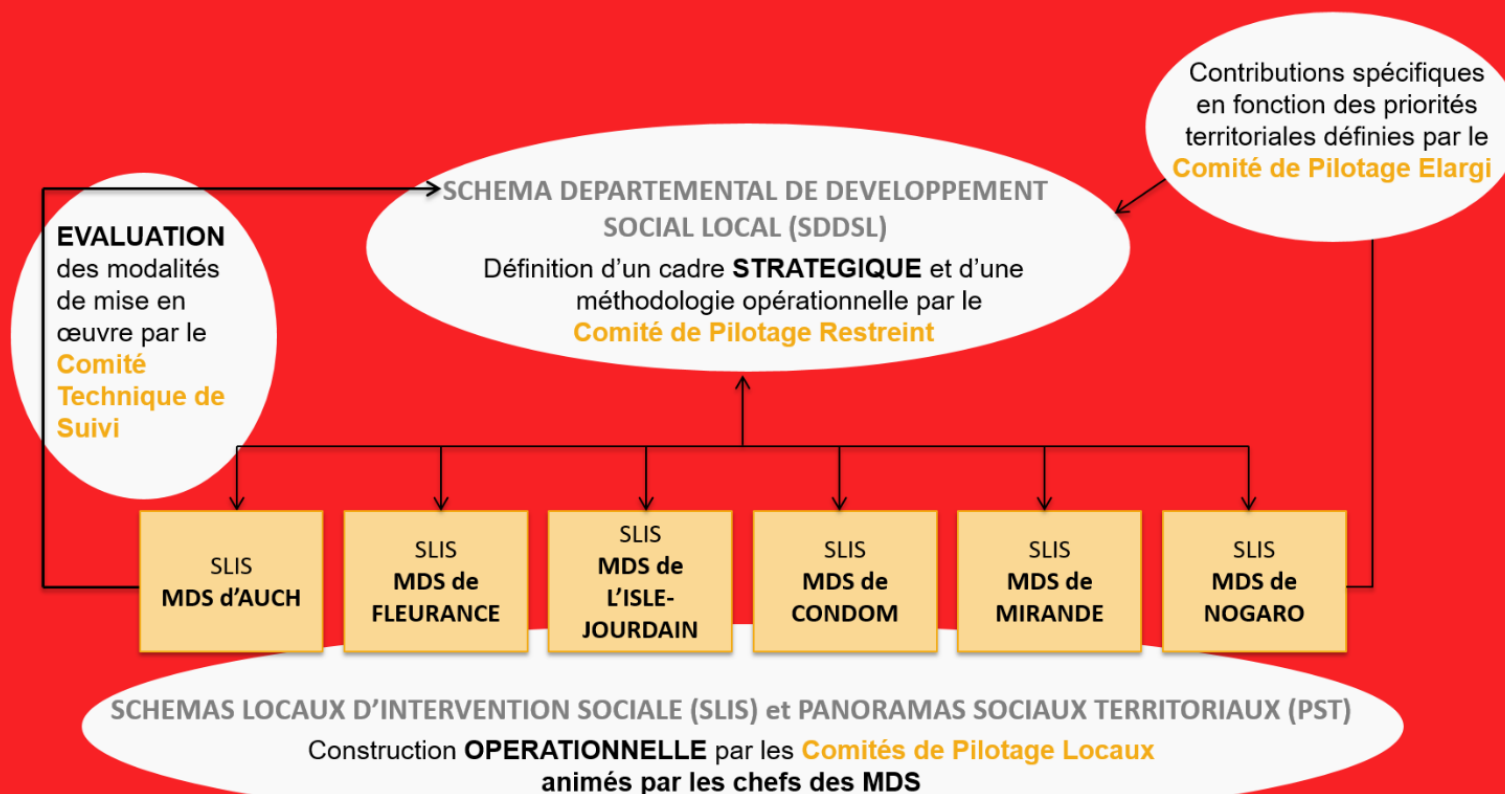 Contributions spécifiques
en fonction des priorités
territoriales définies par le
Comité de Pilotage Elargi
SCHEMA DEPARTEMENTAL DE DEVELOPPEMENT
SOCIAL LOCAL (SDDSL)
Définition d'un cadre STRATEGIQUE et d'une
méthodologie opérationnelle par le
Comité de Pilotage Restreint
EVALUATION
des modalités
de mise en
œuvre par le
Comité
Technique de
Suivi
SLIS
MDS d'AUCH
SLIS
MDS de
FLEURANCE
SLIS
MDS de
L'ISLE-
JOURDAIN
SLIS
MDS de
CONDOM
SLIS
MDS de
MIRANDE
SLIS
MDS de
NOGARO
SCHEMAS LOCAUX D'INTERVENTION SOCIALE (SLIS) et PANORAMAS SOCIAUX TERRITORIAUX (PST)
Construction OPERATIONNELLE par les Comités de Pilotage Locaux
animés par les chefs des MDS